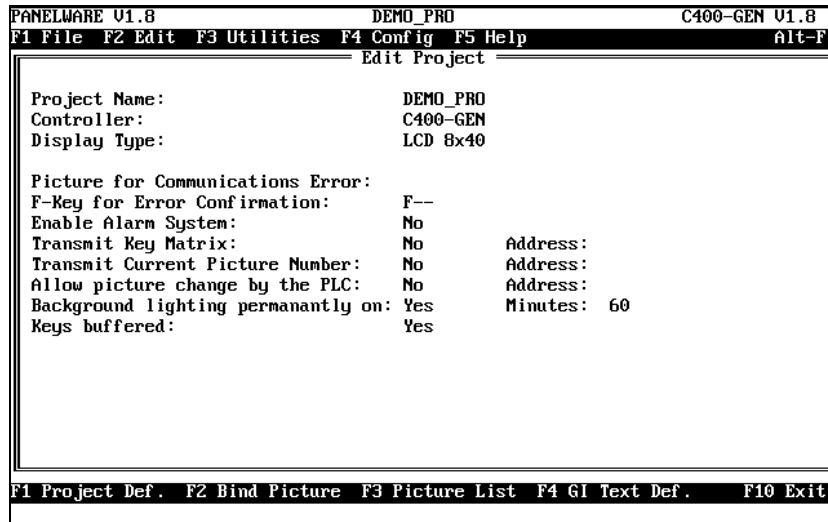 PANELWARE V1.8 DEMO_PRO C400-GEN V1.8
F1 File F2 Edit F3 Utilities F4 Config F5 Help Alt-F
Edit Project
Project Name: DEMO_PRO
Controller: C400-GEN
Display Type: LCD 8x40
Picture for Communications Error:
F-Key for Error Confirmation: F--
Enable Alarm System: No
Transmit Key Matrix: No Address:
Transmit Current Picture Number: No Address:
Allow picture change by the PLC: No Address:
Background lighting permanantly on: Yes Minutes: 60
Keys buffered: Yes
F1 Project Def. F2 Bind Picture F3 Picture List F4 GI Text Def. F10 Exit